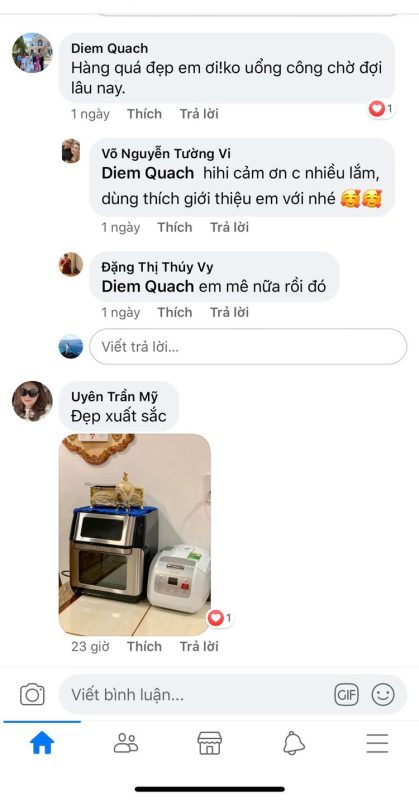 Diem Quach
Hàng quá đẹp em ơi!ko uổng công chờ đợi
lâu nay.
1 ngày Thích Trả lời
1
Võ Nguyễn Tường Vi
Diem Quach hihi cảm ơn c nhiều lắm,
dùng thích giới thiệu em với nhé 🥰🥰
1 ngày Thích Trả lời
Đặng Thị Thúy Vy
Diem Quach em mê nữa rồi đó
1 ngày Thích Trả lời
Viết trả lời...
Uyên Trần Mỹ
Đẹp xuất sắc
1
23 giờ Thích Trả lời
Viết bình luận...
GIF